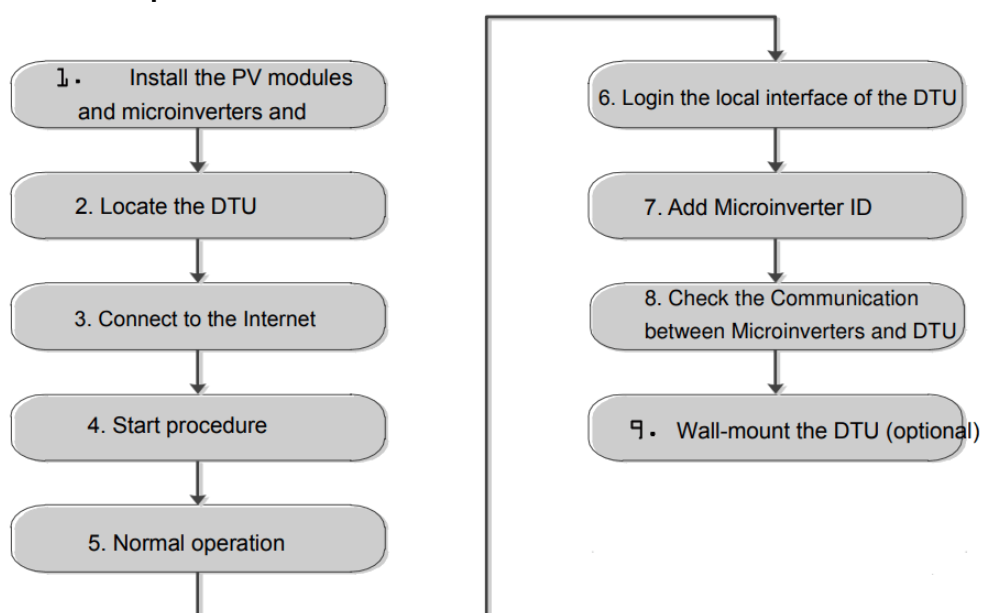 1. Install the PV modules
and microinverters and
2. Locate the DTU
3. Connect to the Internet
4. Start procedure
5. Normal operation
6. Login the local interface of the DTU
7. Add Microinverter ID
8. Check the Communication
between Microinverters and DTU
9. Wall-mount the DTU (optional)